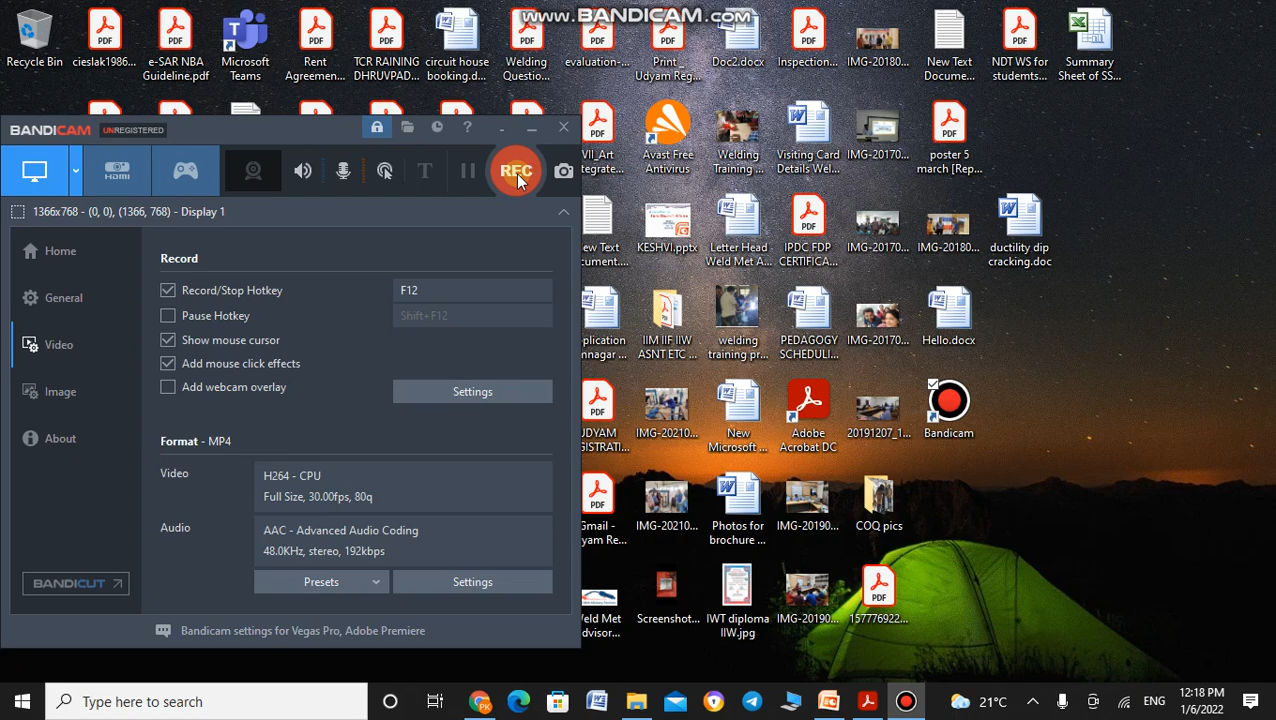 www.BANDICAM.com
Recycle Bin
cieslak1986...
e-SAR NBA
Guideline.pdf
Microsoft
Teams
Rent
Agreemen...
TCR RAINING
DHRUVPAD...
circuit house
booking.d...
Welding
Questio...
evaluation-...
Print_
Udyam Reg...
Doc2.docx
Inspection...
IMG-20180...
New Text
Docume...
NDT WS for
studemts...
Summary
Sheet of SS...
BANDICAM UNREGISTERED
HDMI
REC
(0, 0), (1366, 768) - Display 1
Home
General
Video
Image
About
BANDICUT
Record
Record/Stop Hotkey F12
Pause Hotkey Shift+F12
Show mouse cursor
Add mouse click effects
Add webcam overlay
Settings
Format - MP4
Video
H264 - CPU
Full Size, 30.00fps, 80q
Audio
AAC - Advanced Audio Coding
48.0KHz, stereo, 192kbps
Presets
Settings
Bandicam settings for Vegas Pro, Adobe Premiere
VII_Art
Avast Free
Antivirus
Welding
Training ...
Visiting Card
Details Wel...
IMG-20170...
poster 5
march [Rep...
KESHVI.pptx
Letter Head
Weld Met A...
IPDC FDP
CERTIFICA...
IMG-20170...
IMG-20180...
ductility dip
cracking.doc
IIM IIF IIW
ASNT ETC ...
welding
training pr...
PEDAGOGY
SCHEDULI...
IMG-20170...
Hello.docx
IMG-20210...
New
Microsoft ...
Adobe
Acrobat DC
20191207_1...
Bandicam
Gmail -
IMG-20210...
Photos for
brochure ...
IMG-20190...
COQ pics
Screenshot...
IWT diploma
IIW.jpg
IMG-20190...
157776922...
Type here to search
PK
21°C
ENG
12:18 PM
1/6/2022